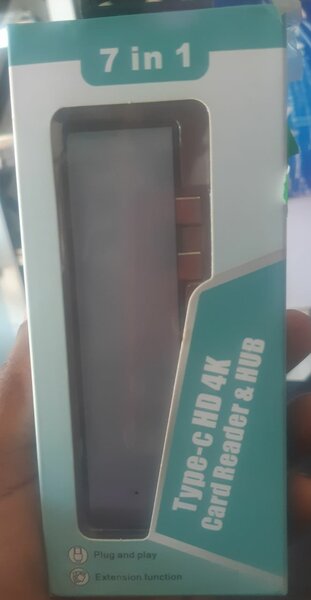 7 in 1
Type-C HD 4K
Card Reader & HUB
Plug and play
Extension function